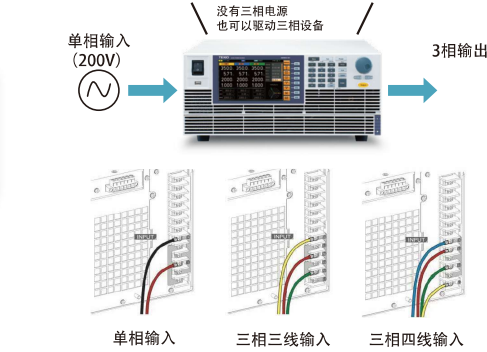 没有三相电源
也可以驱动三相设备
单相输入
(200V)
3相输出
INPUT
INPUT
INPUT
单相输入
三相三线输入
三相四线输入